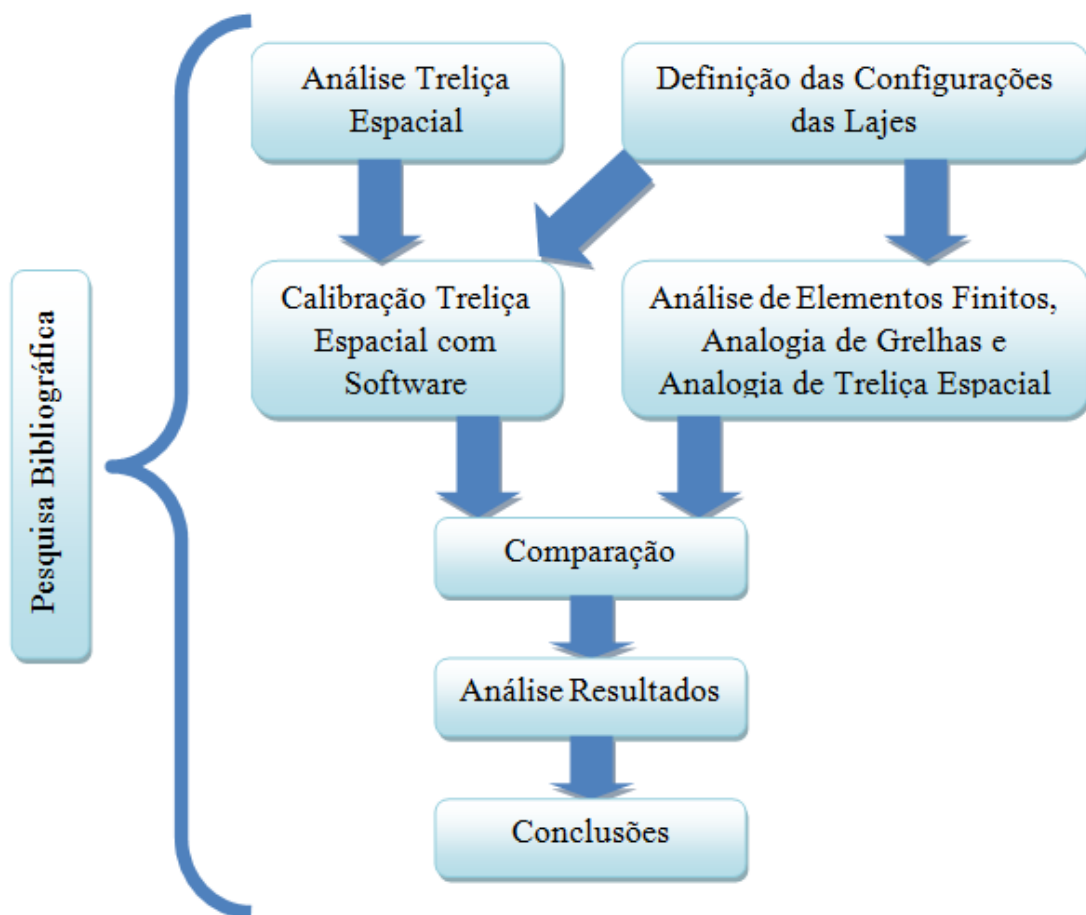 Pesquisa Bibliográfica
Análise Treliça
Espacial
Definição das Configurações
das Lajes
Calibração Treliça
Espacial com
Software
Análise de Elementos Finitos,
Analogia de Grelhas e
Analogia de Treliça Espacial
Comparação
Análise Resultados
Conclusões